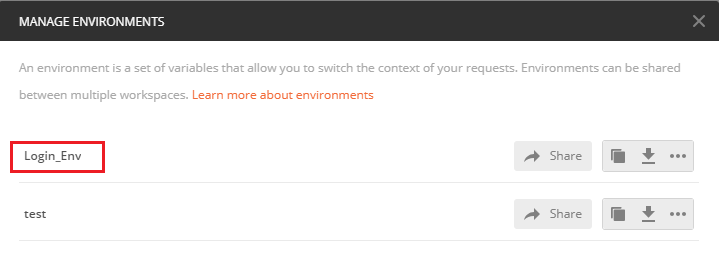 MANAGE ENVIRONMENTS
An environment is a set of variables that allow you to switch the context of your requests. Environments can be shared
between multiple workspaces. Learn more about environments
Login_Env Share
test Share